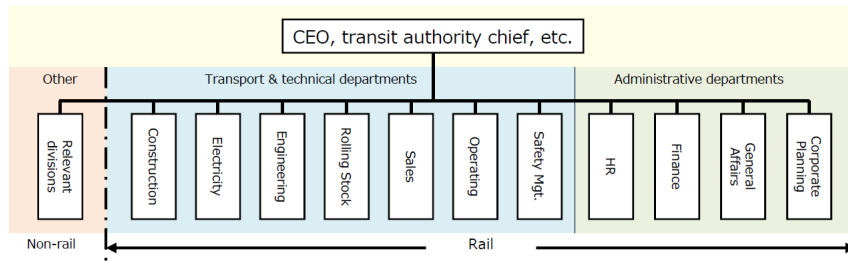 CEO, transit authority chief, etc.
Other
Transport & technical departments
Administrative departments
Relevant
divisions
Construction
Electricity
Engineering
Rolling Stock
Sales
Operating
Safety Mgt.
HR
Finance
General
Affairs
Corporate
Planning
Non-rail
Rail